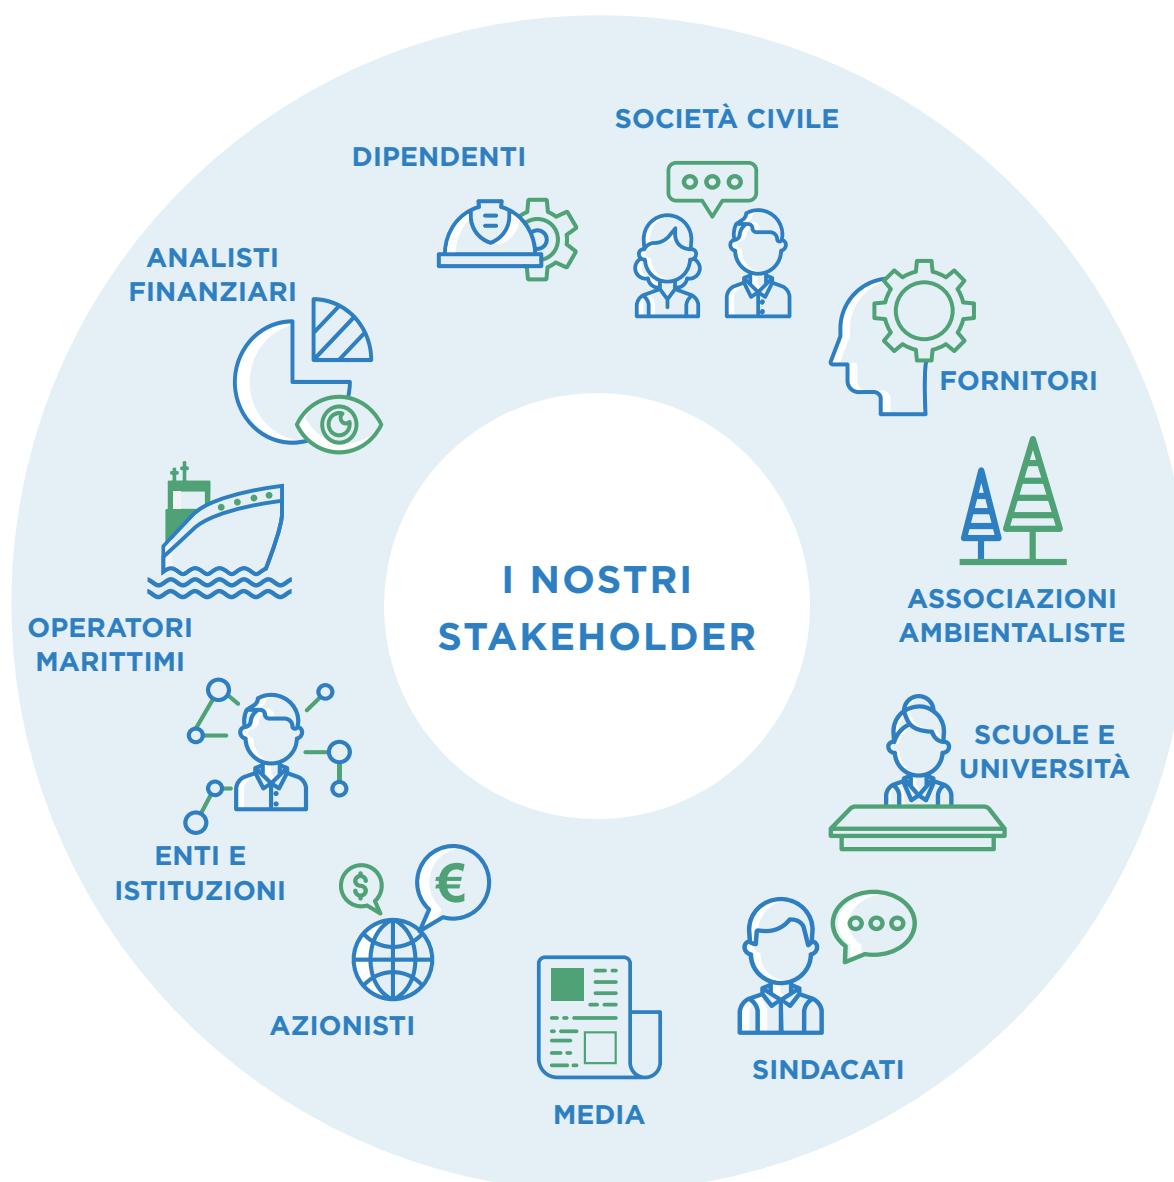 SOCIETÀ CIVILE
DIPENDENTI
ANALISTI
FINANZIARI
FORNITORI
I NOSTRI
STAKEHOLDER
ASSOCIAZIONI
AMBIENTALISTE
OPERATORI
MARITTIMI
SCUOLE E
UNIVERSITÀ
ENTI E
ISTITUZIONI
$
€
AZIONISTI
SINDACATI
MEDIA